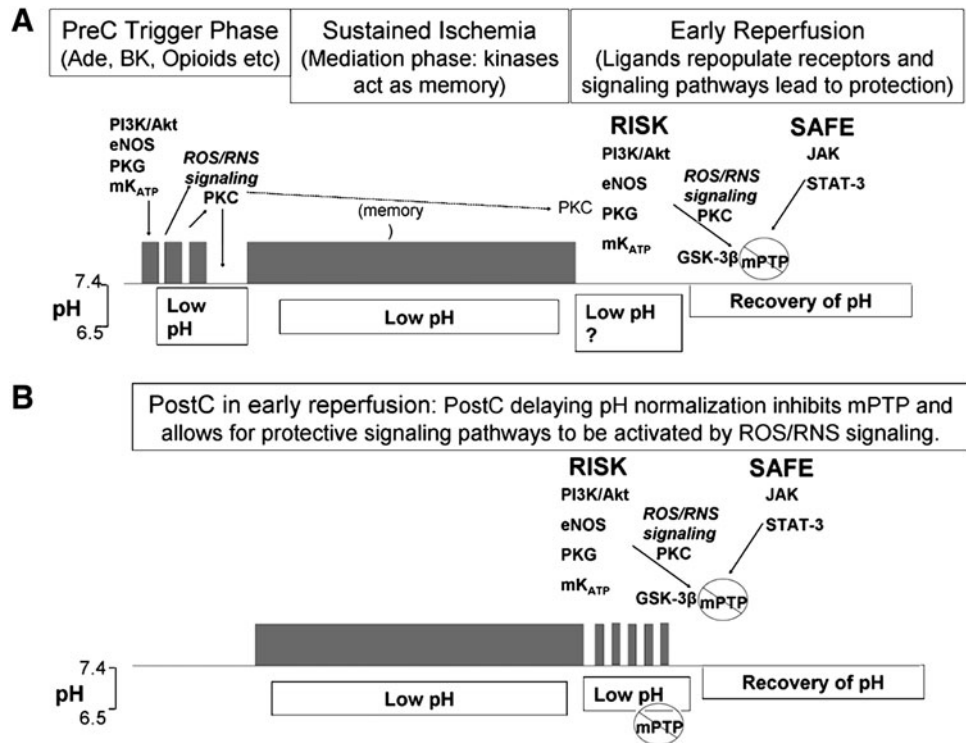 A
PreC Trigger Phase
(Ade, BK, Opioids etc)
Sustained Ischemia
(Mediation phase: kinases
act as memory)
Early Reperfusion
(Ligands repopulate receptors and
signaling pathways lead to protection)
PI3K/Akt
eNOS
PKG
mKATP
ROS/RNS
signaling
PKC
(memory
)
PKC
RISK
PI3K/Akt
eNOS
PKG
mKATP
ROS/RNS
signaling
PKC
GSK-3β
mPTP
SAFE
JAK
STAT-3
7.4
pH
6.5
Low
pH
Low pH
Low pH
?
Recovery of pH
B
PostC in early reperfusion: PostC delaying pH normalization inhibits mPTP and
allows for protective signaling pathways to be activated by ROS/RNS signaling.
RISK
PI3K/Akt
eNOS
PKG
mKATP
ROS/RNS
signaling
PKC
GSK-3β
mPTP
SAFE
JAK
STAT-3
7.4
pH
6.5
Low pH
Low pH
mPTP
Recovery of pH